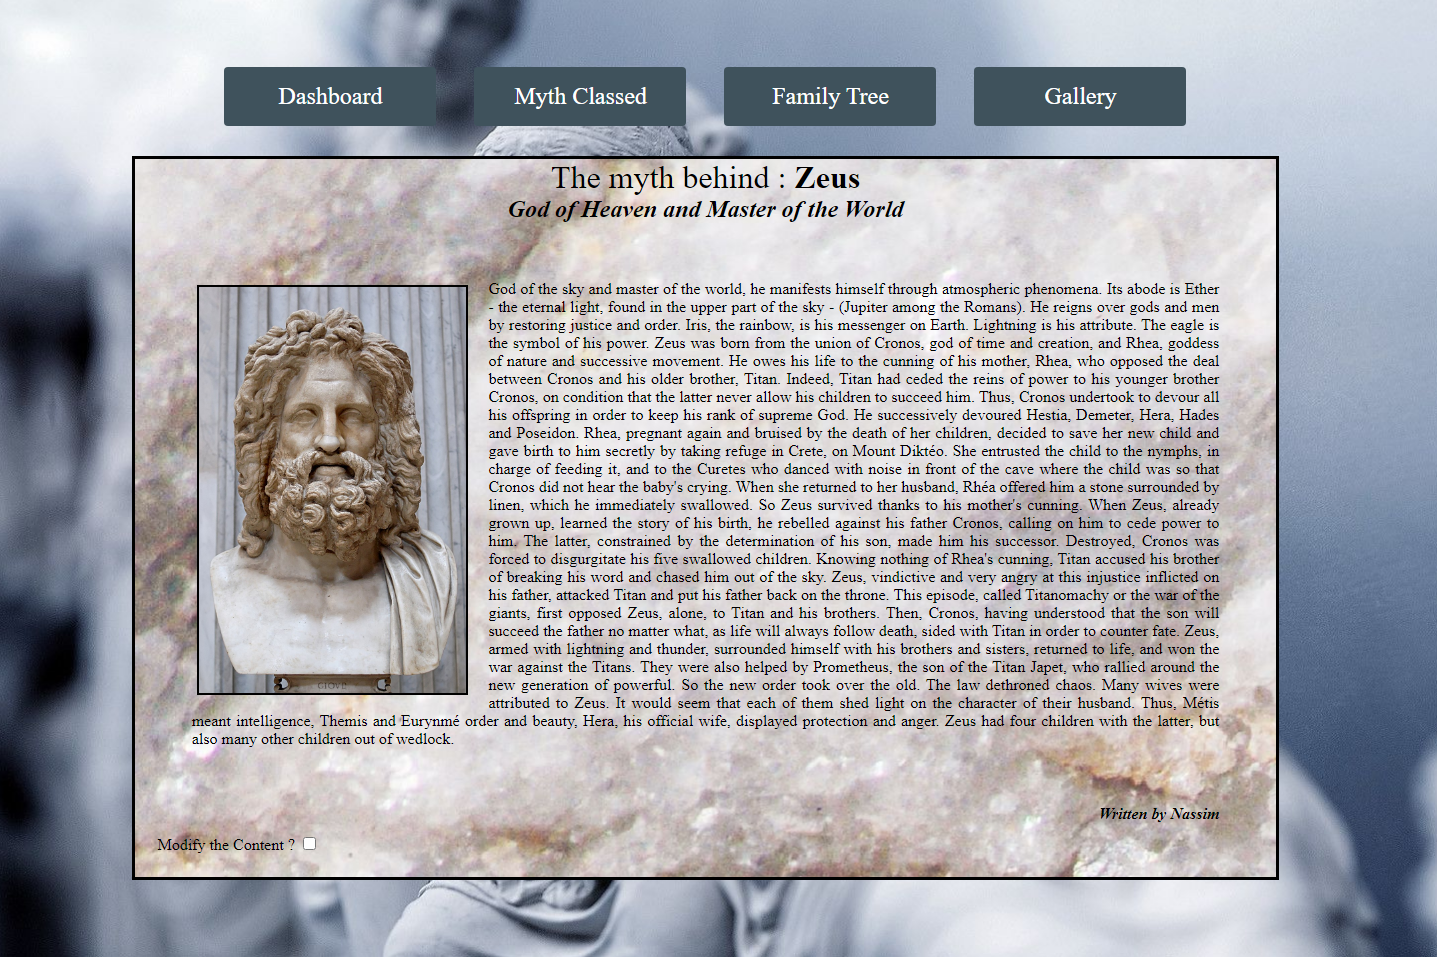 Dashboard
Myth Classed
Family Tree
Gallery
The myth behind : Zeus
God of Heaven and Master of the World
God of the sky and master of the world, he manifests himself through atmospheric phenomena. Its abode is Ether
- the eternal light, found in the upper part of the sky - (Jupiter among the Romans). He reigns over gods and men
by restoring justice and order. Iris, the rainbow, is his messenger on Earth. Lightning is his attribute. The eagle is
the symbol of his power. Zeus was born from the union of Cronos, god of time and creation, and Rhea, goddess
of nature and successive movement. He owes his life to the cunning of his mother, Rhea, who opposed the deal
between Cronos and his older brother, Titan. Indeed, Titan had ceded the reins of power to his younger brother
Cronos, on condition that the latter never allow his children to succeed him. Thus, Cronos undertook to devour all
his offspring in order to keep his rank of supreme God. He successively devoured Hestia, Demeter, Hera, Hades
and Poseidon. Rhea, pregnant again and bruised by the death of her children, decided to save her new child and
gave birth to him secretly by taking refuge in Crete, on Mount Diktéo. She entrusted the child to the nymphs, in
charge of feeding it, and to the Curetes who danced with noise in front of the cave where the child was so that
Cronos did not hear the baby's crying. When she returned to her husband, Rhéa offered him a stone surrounded by
linen, which he immediately swallowed. So Zeus survived thanks to his mother's cunning. When Zeus, already
grown up, learned the story of his birth, he rebelled against his father Cronos, calling on him to cede power to
him. The latter, constrained by the determination of his son, made him his successor. Destroyed, Cronos was
forced to disgurgitate his five swallowed children. Knowing nothing of Rhea's cunning, Titan accused his brother
of breaking his word and chased him out of the sky. Zeus, vindictive and very angry at this injustice inflicted on
his father, attacked Titan and put his father back on the throne. This episode, called Titanomachy or the war of the
giants, first opposed Zeus, alone, to Titan and his brothers. Then, Cronos, having understood that the son will
succeed the father no matter what, as life will always follow death, sided with Titan in order to counter fate. Zeus,
armed with lightning and thunder, surrounded himself with his brothers and sisters, returned to life, and won the
war against the Titans. They were also helped by Prometheus, the son of the Titan Japet, who rallied around the
new generation of powerful. So the new order took over the old. The law dethroned chaos. Many wives were
attributed to Zeus. It would seem that each of them shed light on the character of their husband. Thus, Métis
meant intelligence, Themis and Eurynmé order and beauty, Hera, his official wife, displayed protection and anger. Zeus had four children with the latter, but
also many other children out of wedlock.
GIOVE
Written by Nassim
Modify the Content ?